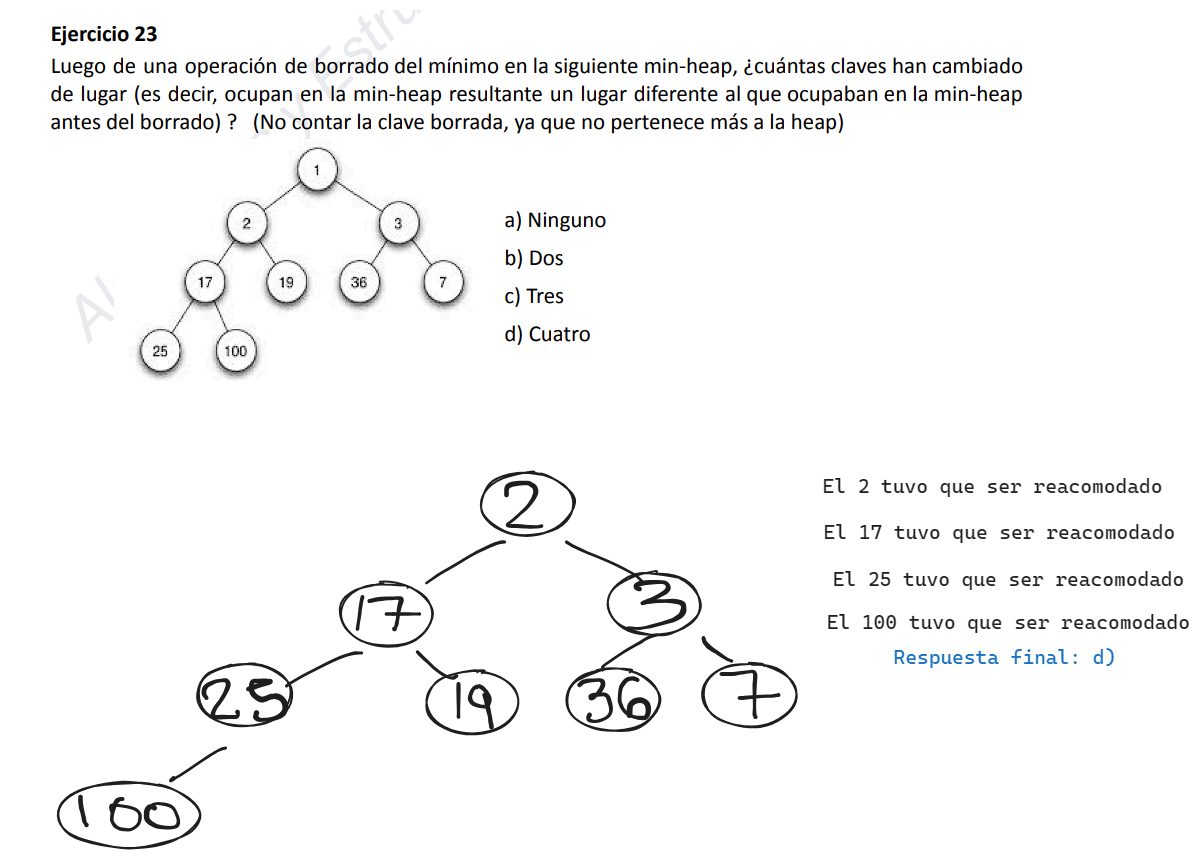 Ejercicio 23
Luego de una operación de borrado del mínimo en la siguiente min-heap, ¿cuántas claves han cambiado
de lugar (es decir, ocupan en la min-heap resultante un lugar diferente al que ocupaban en la min-heap
antes del borrado) ? (No contar la clave borrada, ya que no pertenece más a la heap)
1
2 3
17 19 36 7
25 100
a) Ninguno
b) Dos
c) Tres
d) Cuatro
2
17 3
25 19 36 7
100
El 2 tuvo que ser reacomodado
El 17 tuvo que ser reacomodado
El 25 tuvo que ser reacomodado
El 100 tuvo que ser reacomodado
Respuesta final: d)